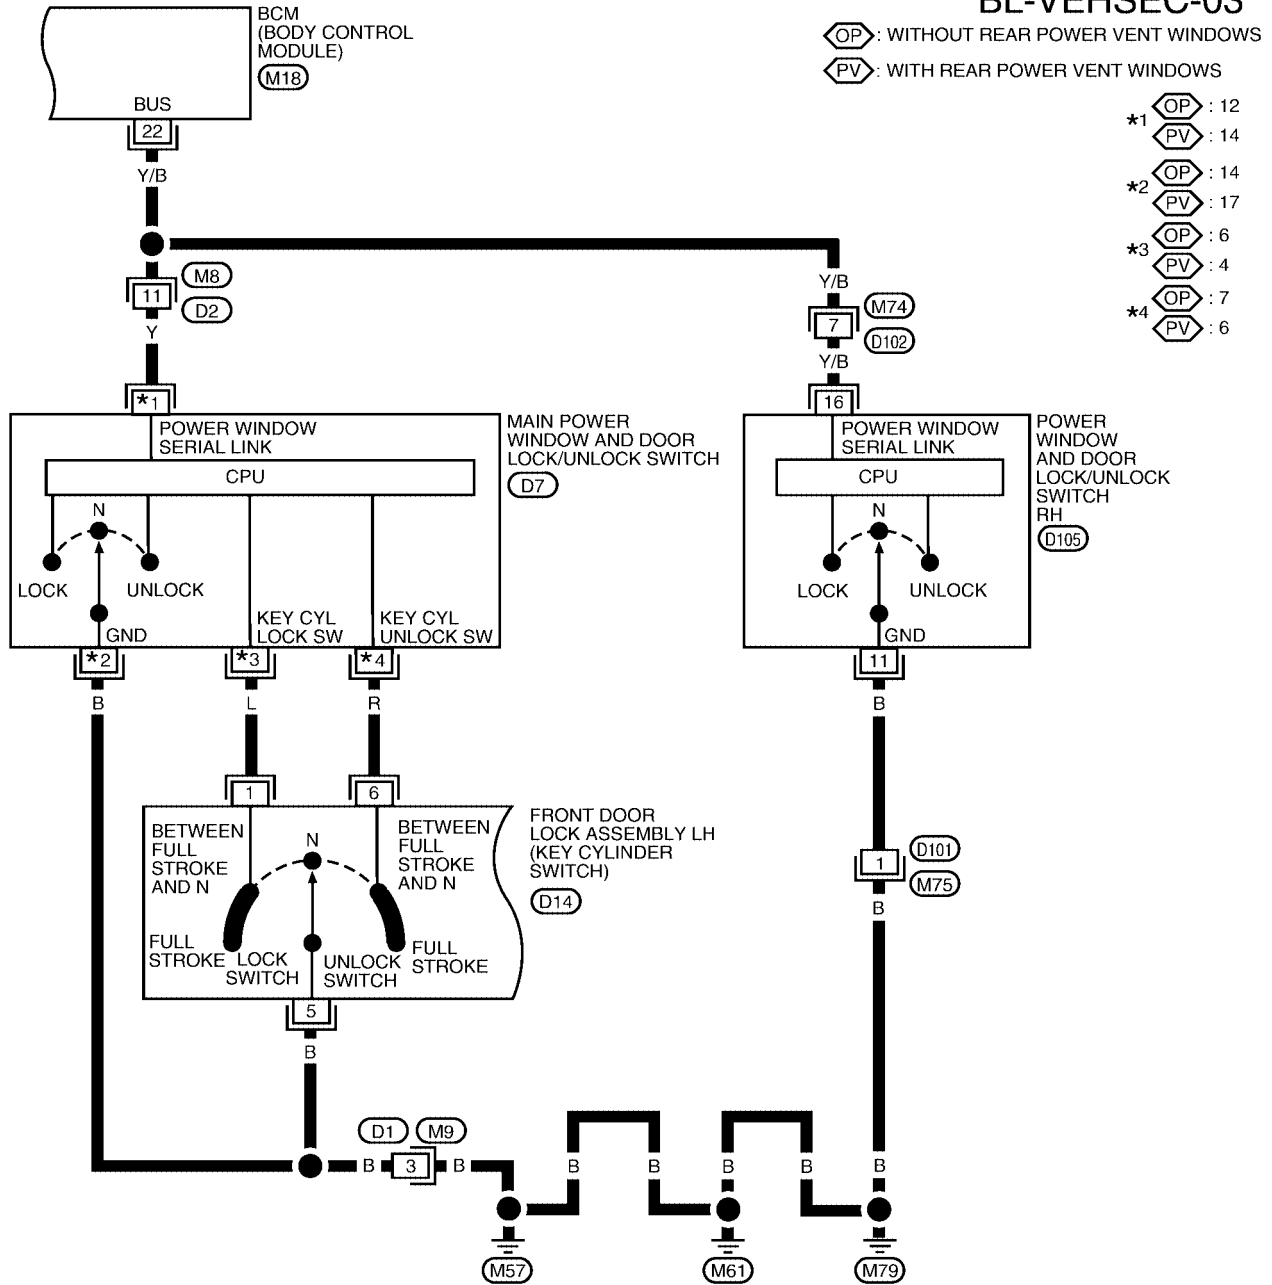 BL-VEHSEC-03
BCM
(BODY CONTROL
MODULE)
M18
BUS
22
Y/B
OP : WITHOUT REAR POWER VENT WINDOWS
PV : WITH REAR POWER VENT WINDOWS
*1 OP : 12
PV : 14
*2 OP : 14
PV : 17
*3 OP : 6
PV : 4
*4 OP : 7
PV : 6
M8
11
D2
Y
Y/B
M74
7
D102
Y/B
*1
POWER WINDOW
SERIAL LINK
CPU
N
LOCK
UNLOCK
GND
KEY CYL
LOCK SW
KEY CYL
UNLOCK SW
*2
*3
*4
MAIN POWER
WINDOW AND DOOR
LOCK/UNLOCK SWITCH
D7
16
POWER WINDOW
SERIAL LINK
CPU
N
LOCK
UNLOCK
GND
11
POWER
WINDOW
AND DOOR
LOCK/UNLOCK
SWITCH
RH
D105
B
L
R
B
1
6
BETWEEN
FULL
STROKE
AND N
N
BETWEEN
FULL
STROKE
AND N
FULL
STROKE
LOCK
SWITCH
UNLOCK
SWITCH
FULL
STROKE
5
FRONT DOOR
LOCK ASSEMBLY LH
(KEY CYLINDER
SWITCH)
D14
1
D101
M75
B
B
D1
M9
B
3
B
B
B
B
B
B
M57
M61
M79